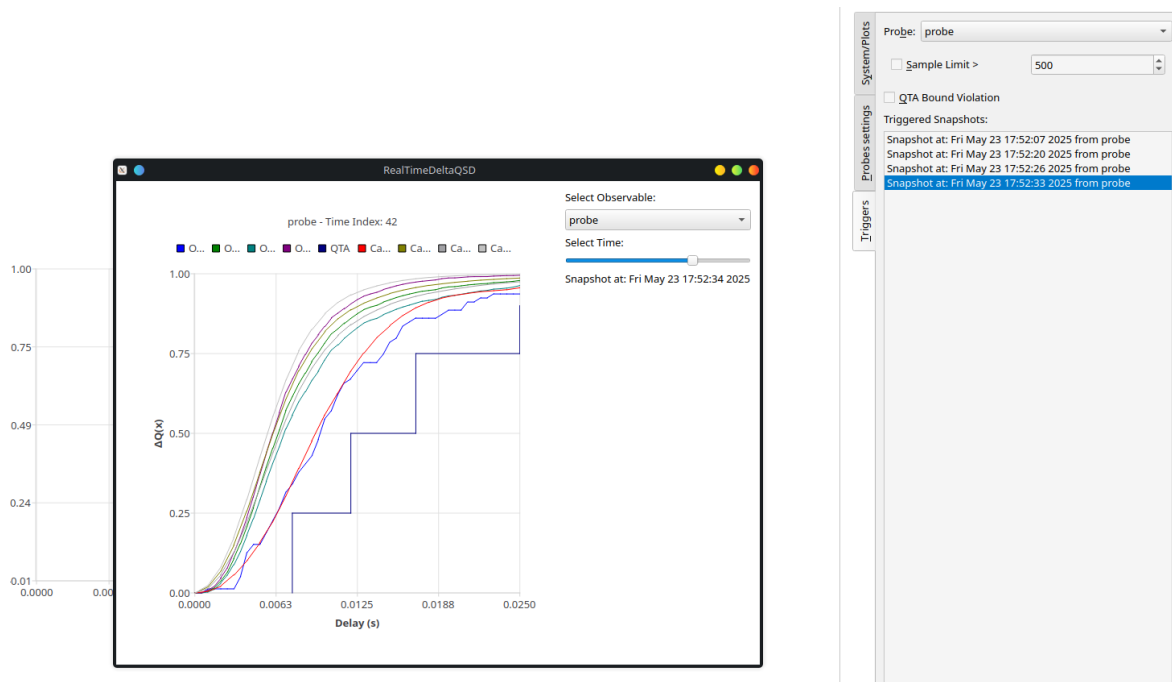 RealTimeDeltaQSD
probe - Time Index: 42
O... O... O... O... QTA Ca... Ca... Ca... Ca...
1.00
0.75
0.50
0.25
0.00
ΔQ(x)
0.0000 0.0063 0.0125 0.0188 0.0250
Delay (s)
Select Observable:
probe
Select Time:
Snapshot at: Fri May 23 17:52:34 2025
1.00
0.75
0.49
0.24
0.01
0.0000 0.00
System/Plots
Probes settings
Triggers
Probe: probe
Sample Limit > 500
QTA Bound Violation
Triggered Snapshots:
Snapshot at: Fri May 23 17:52:07 2025 from probe
Snapshot at: Fri May 23 17:52:20 2025 from probe
Snapshot at: Fri May 23 17:52:26 2025 from probe
Snapshot at: Fri May 23 17:52:33 2025 from probe